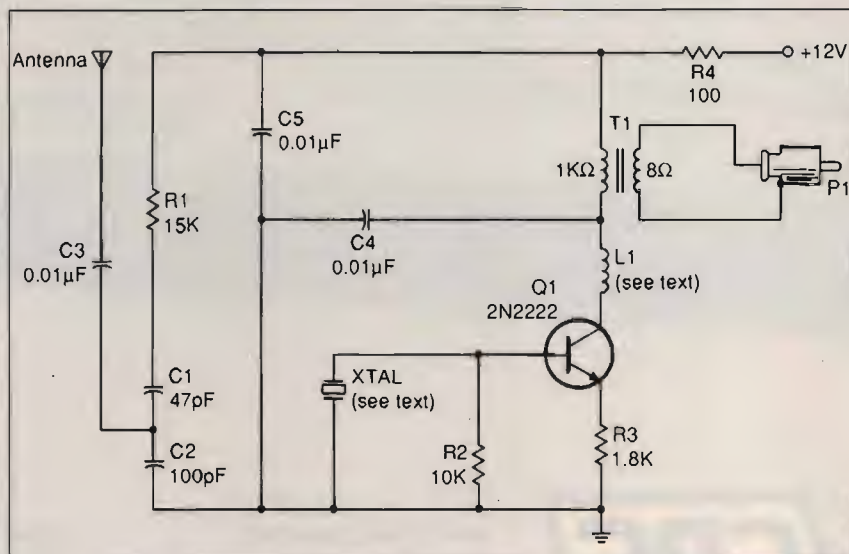 Antenna
+12V
R4
100
C5
0.01µF
T1
1KΩ
8Ω
P1
R1
15K
C4
0.01µF
L1
(see text)
C3
0.01µF
Q1
2N2222
XTAL
(see text)
C1
47pF
R2
10K
R3
1.8K
C2
100pF